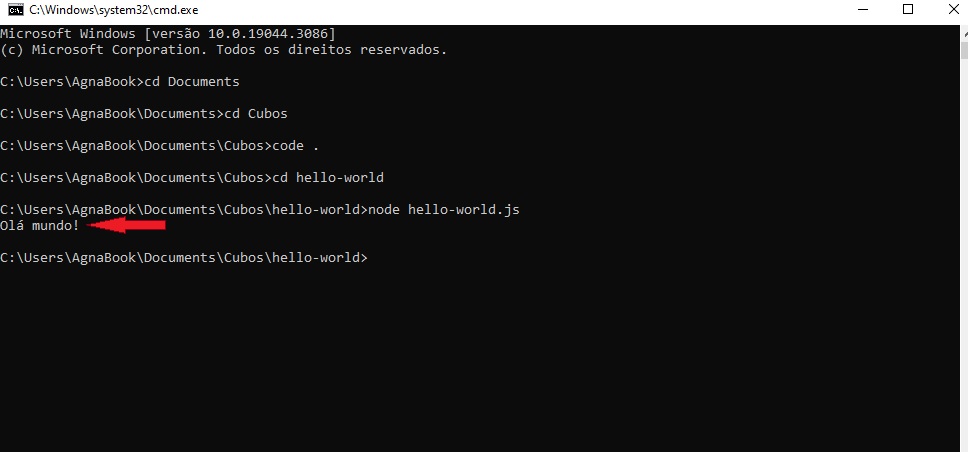 C:\Windows\system32\cmd.exe
Microsoft Windows [versão 10.0.19044.3086]
(c) Microsoft Corporation. Todos os direitos reservados.
C:\Users\AgnaBook>cd Documents
C:\Users\AgnaBook\Documents>cd Cubos
C:\Users\AgnaBook\Documents\Cubos>code .
C:\Users\AgnaBook\Documents\Cubos>cd hello-world
C:\Users\AgnaBook\Documents\Cubos\hello-world>node hello-world.js
Olá mundo!
C:\Users\AgnaBook\Documents\Cubos\hello-world>